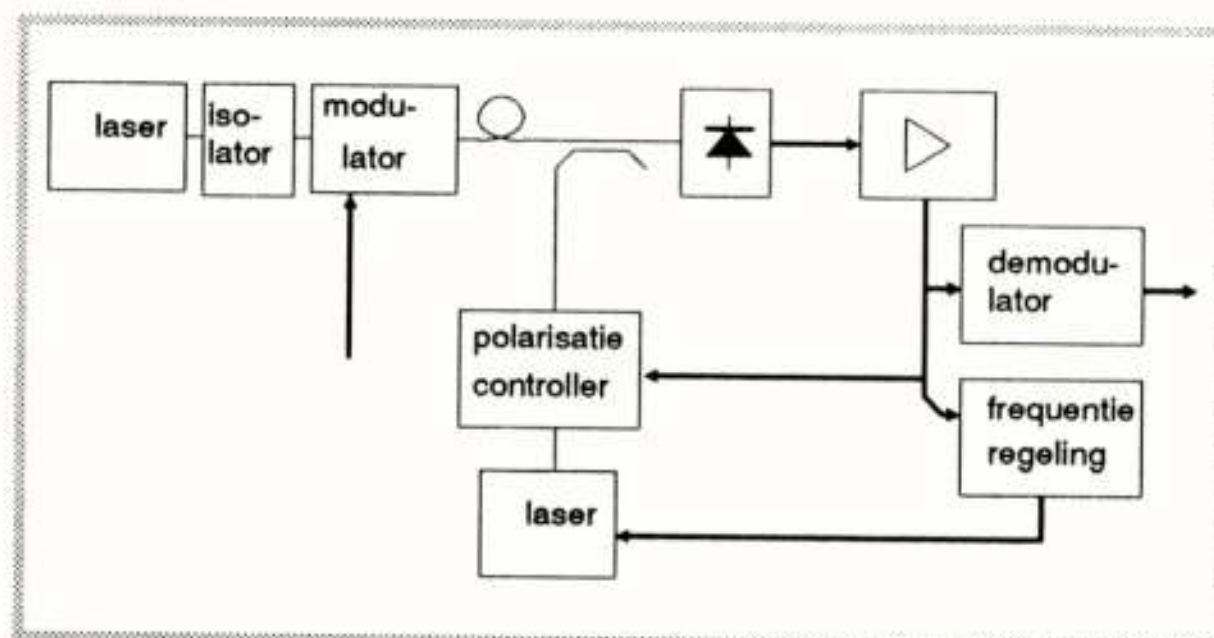 laser
iso-
lator
modu-
lator
demodu-
lator
polarisatie
controller
frequentie
regeling
laser